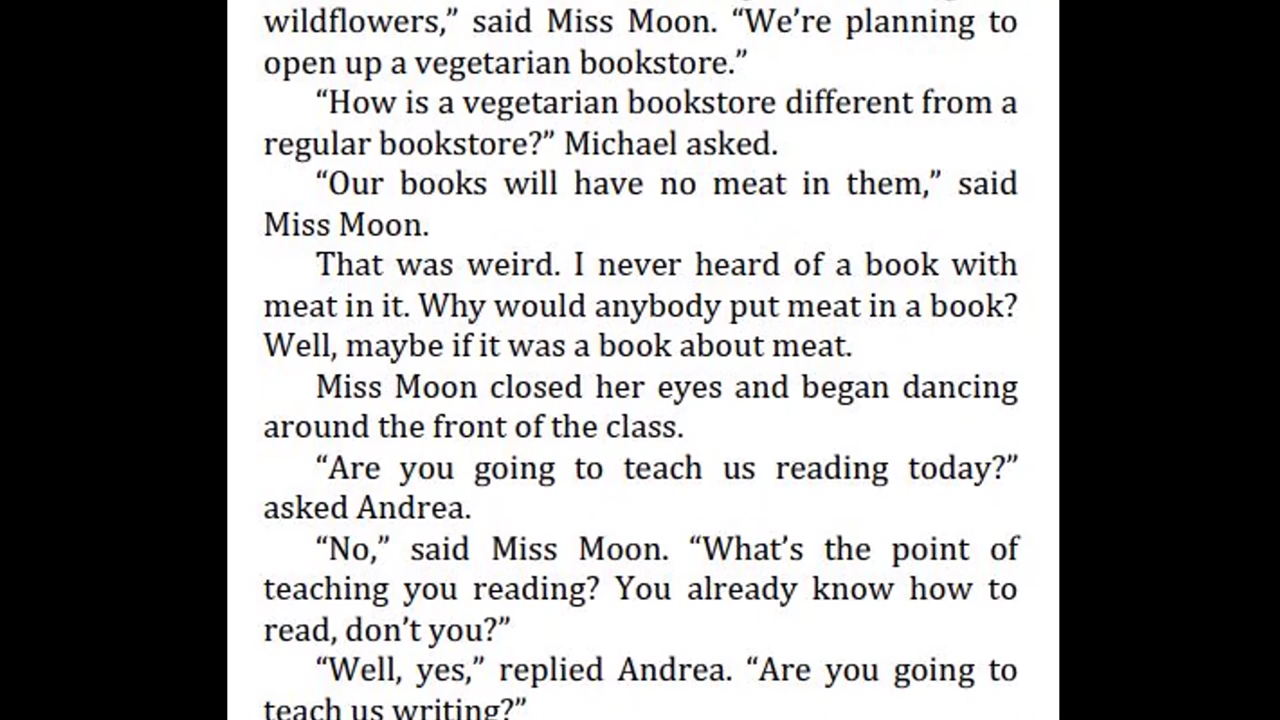 wildflowers,” said Miss Moon. “We’re planning to
open up a vegetarian bookstore.”
“How is a vegetarian bookstore different from a
regular bookstore?” Michael asked.
“Our books will have no meat in them,” said
Miss Moon.
That was weird. I never heard of a book with
meat in it. Why would anybody put meat in a book?
Well, maybe if it was a book about meat.
Miss Moon closed her eyes and began dancing
around the front of the class.
“Are you going to teach us reading today?”
asked Andrea.
“No,” said Miss Moon. “What’s the point of
teaching you reading? You already know how to
read, don’t you?”
“Well, yes,” replied Andrea. “Are you going to
teach us writing?”